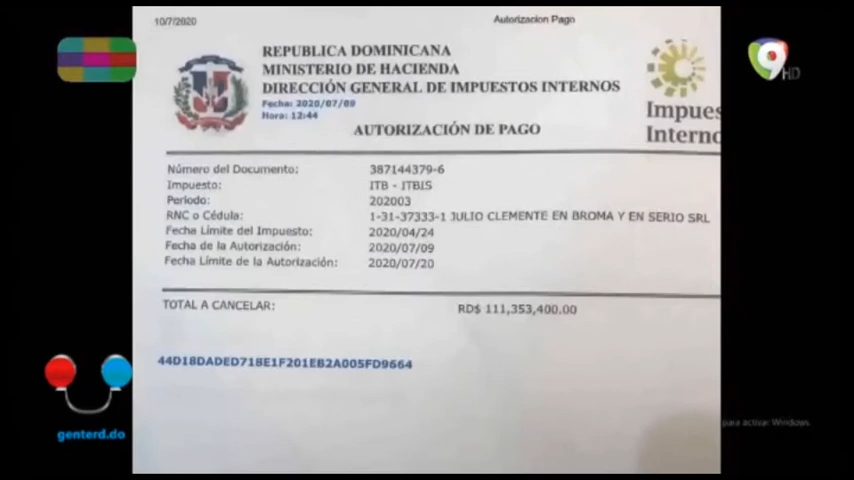 10/7/2020
Autorizacion Pago
REPUBLICA DOMINICANA
MINISTERIO DE HACIENDA
DIRECCIÓN GENERAL DE IMPUESTOS INTERNOS
Fecha: 2020/07/09
Hora: 12:44
Impues
Interno
AUTORIZACIÓN DE PAGO
Número del Documento: 387144379-6
Impuesto: ITB - ITBIS
Periodo: 202003
RNC o Cédula: 1-31-37333-1 JULIO CLEMENTE EN BROMA Y EN SERIO SRL
Fecha Límite del Impuesto: 2020/04/24
Fecha de la Autorización: 2020/07/09
Fecha Límite de la Autorización: 2020/07/20
TOTAL A CANCELAR: RD$ 111,353,400.00
44D18DADED718E1F201EB2A005FD9664
9 HD
genterd.do
para activar Windows.